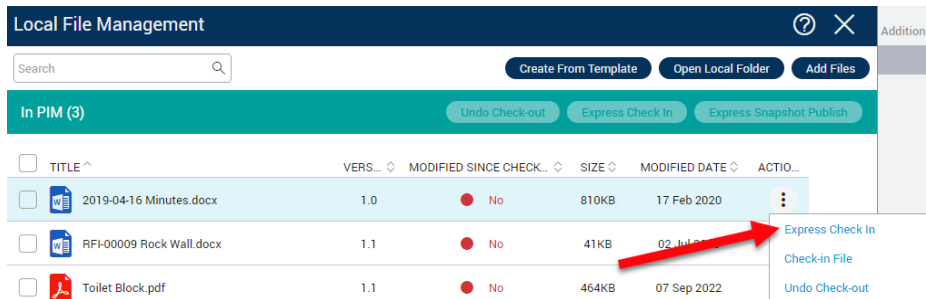 Local File Management
Addition
Search
Create From Template Open Local Folder Add Files
In PIM (3) Undo Check-out Express Check In Express Snapshot Publish
TITLE VERS... MODIFIED SINCE CHECK... SIZE MODIFIED DATE ACTIO...
2019-04-16 Minutes.docx 1.0 No 810KB 17 Feb 2020
Express Check In
RFI-00009 Rock Wall.docx 1.1 No 41KB 02 Jul
Check-in File
Toilet Block.pdf 1.1 No 464KB 07 Sep 2022
Undo Check-out